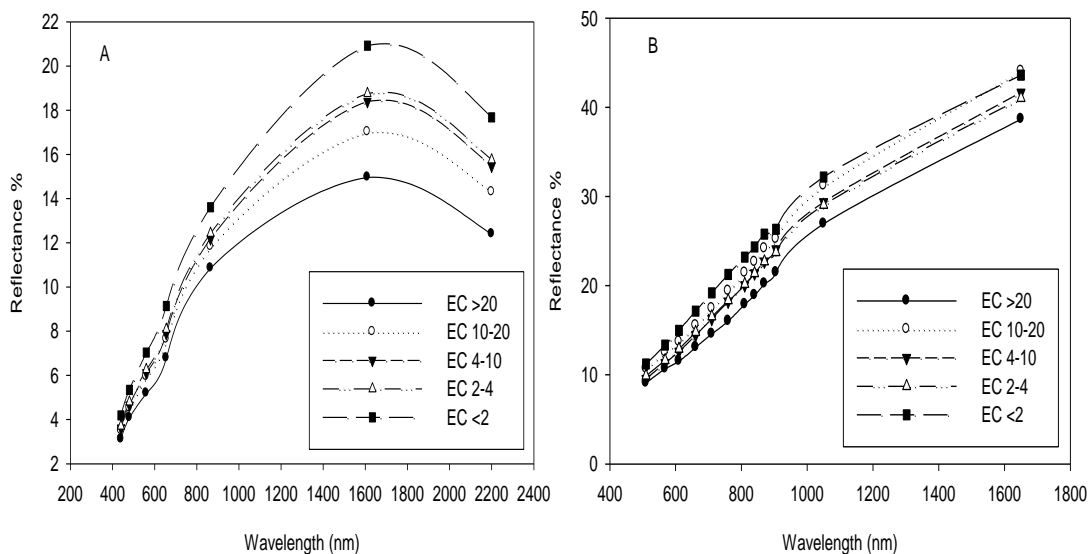 A
22
20
18
16
14
12
10
8
6
4
2
Reflectance %
EC >20
EC 10-20
EC 4-10
EC 2-4
EC <2
200 400 600 800 1000 1200 1400 1600 1800 2000 2200 2400
Wavelength (nm)
B
50
40
30
20
10
0
Reflectance %
EC >20
EC 10-20
EC 4-10
EC 2-4
EC <2
400 600 800 1000 1200 1400 1600 1800
Wavelength (nm)